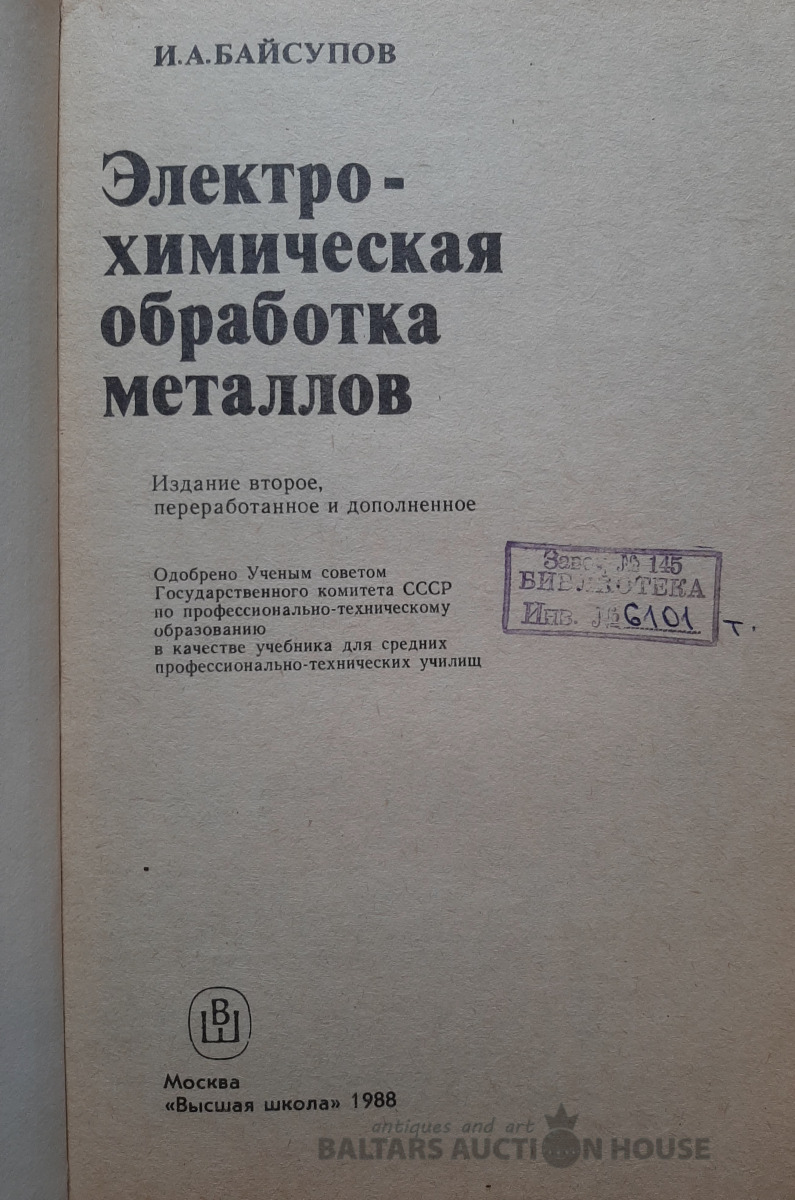 И.А.БАЙСУПОВ
Электро-
химическая
обработка
металлов
Издание второе,
переработанное и дополненное
Одобрено Ученым советом
Государственного комитета СССР
по профессионально-техническому
образованию
в качестве учебника для средних
профессионально-технических училищ
Завод № 145
БИБЛИОТЕКА
Инв. № 6101 т.
ВШ
Москва
«Высшая школа» 1988
antiques and art
BALTARS AUCTION HOUSE